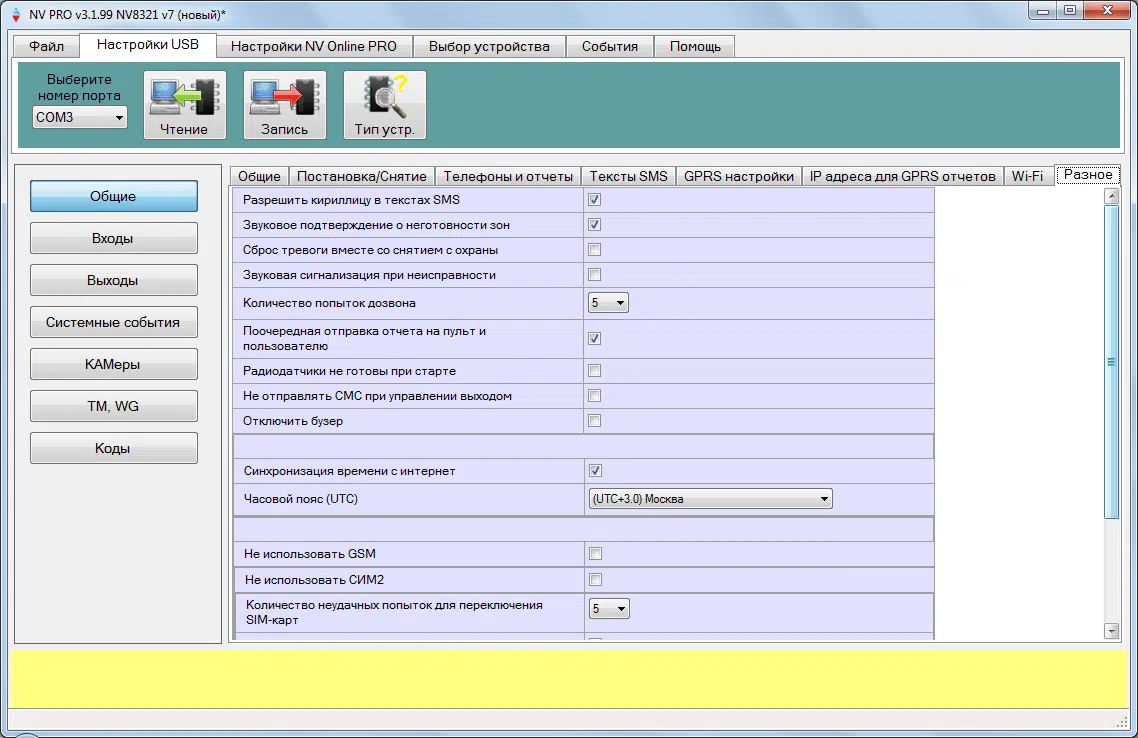 NV PRO v3.1.99 NV8321 v7 (новый)*
Файл
Настройки USB
Настройки NV Online PRO
Выбор устройства
События
Помощь
Выберите
номер порта
COM3
Чтение
Запись
Тип устр.
Общие
Входы
Выходы
Системные события
КАМеры
TM, WG
Коды
Общие
Постановка/Снятие
Телефоны и отчеты
Тексты SMS
GPRS настройки
IP адреса для GPRS отчетов
Wi-Fi
Разное
Разрешить кириллицу в текстах SMS
Звуковое подтверждение о неготовности зон
Сброс тревоги вместе со снятием с охраны
Звуковая сигнализация при неисправности
Количество попыток дозвона
5
Поочередная отправка отчета на пульт и
пользователю
Радиодатчики не готовы при старте
Не отправлять СМС при управлении выходом
Отключить бузер
Синхронизация времени с интернет
Часовой пояс (UTC)
(UTC+3.0) Москва
Не использовать GSM
Не использовать СИМ2
Количество неудачных попыток для переключения
SIM-карт
5